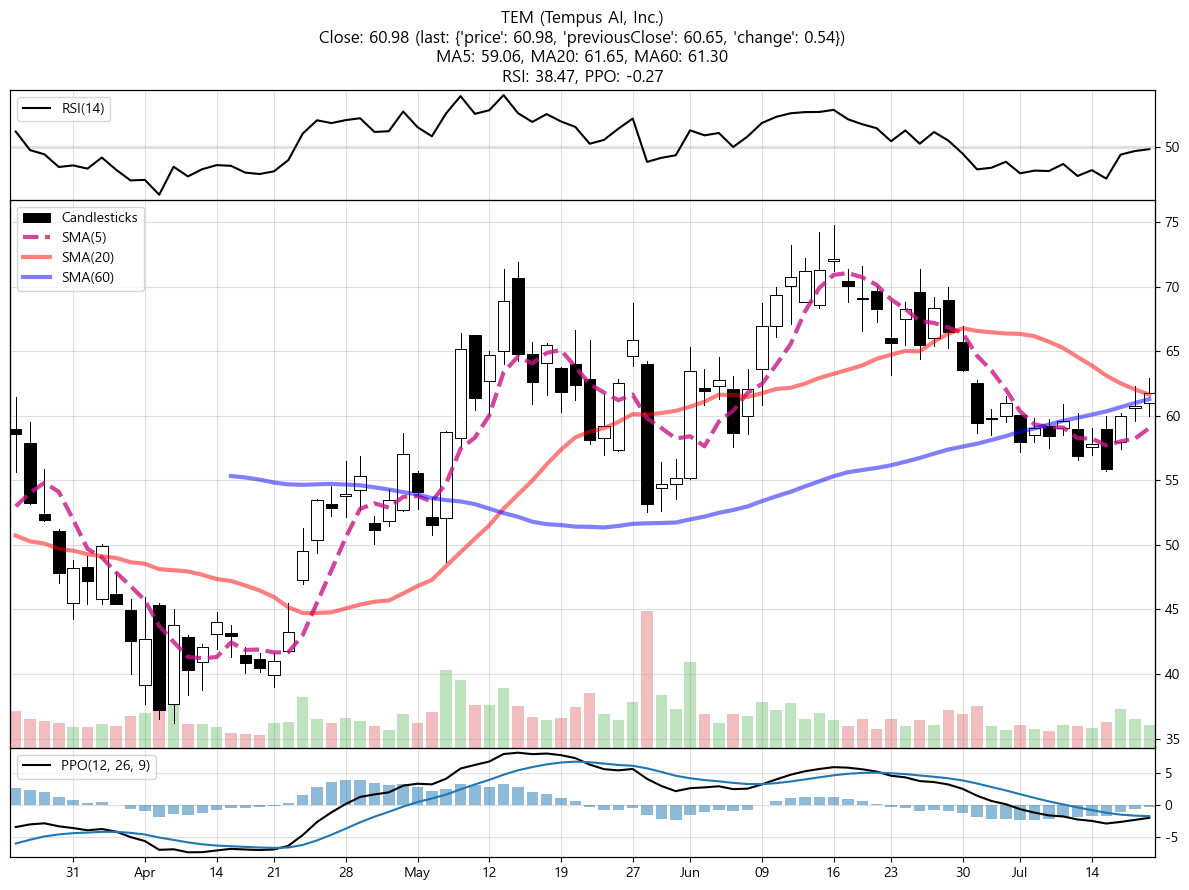 TEM (Tempus AI, Inc.)
Close: 60.98 (last: {'price': 60.98, 'previousClose': 60.65, 'change': 0.54})
MA5: 59.06, MA20: 61.65, MA60: 61.30
RSI: 38.47, PPO: -0.27
RSI(14)
50
Candlesticks
SMA(5)
SMA(20)
SMA(60)
75
70
65
60
55
50
45
40
35
PPO(12, 26, 9)
5
0
-5
31 Apr 14 21 28 May 12 19 27 Jun 09 16 23 30 Jul 14